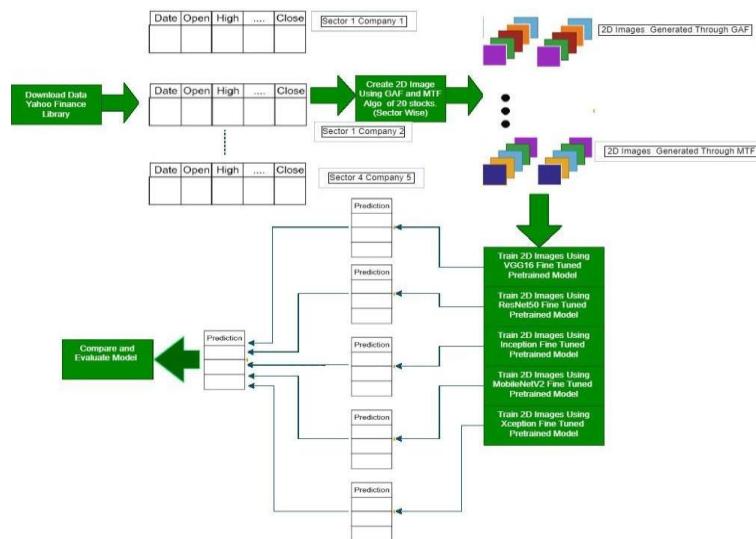 Date Open High .... Close
Sector 1 Company 1
2D Images Generated Through GAF
Download Data
Yahoo Finance
Library
Date Open High .... Close
Create 2D Image
Using GAF and MTF
Algo of 20 stocks.
(Sector Wise)
Sector 1 Company 2
Date Open High .... Close
Sector 4 Company 5
2D Images Generated Through MTF
Prediction
Train 2D Images Using
VGG16 Fine Tuned
Pretrained Model
Prediction
Train 2D Images Using
ResNet50 Fine Tuned
Pretrained Model
Compare and
Evaluate Model
Prediction
Prediction
Train 2D Images Using
Inception Fine Tuned
Pretrained Model
Train 2D Images Using
MobileNetV2 Fine Tuned
Pretrained Model
Prediction
Train 2D Images Using
Xception Fine Tuned
Pretrained Model
Prediction